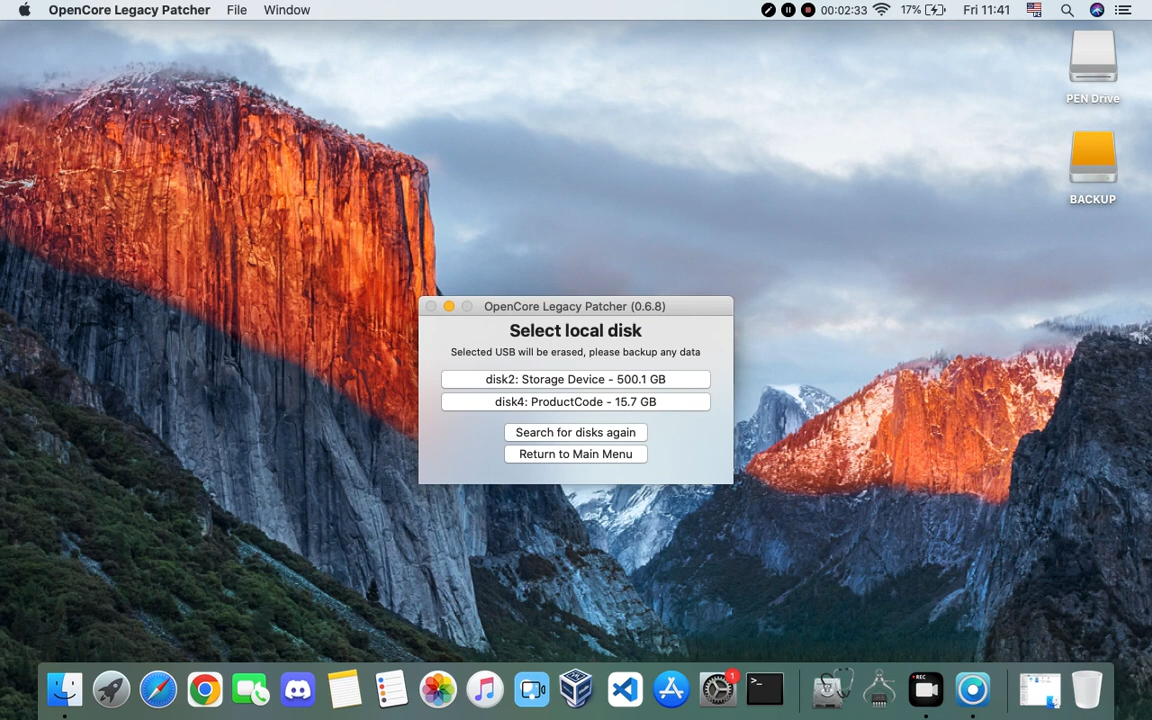 OpenCore Legacy Patcher File Window 00:02:33 17% Fri 11:41
PEN Drive
BACKUP
OpenCore Legacy Patcher (0.6.8)
Select local disk
Selected USB will be erased, please backup any data
disk2: Storage Device - 500.1 GB
disk4: ProductCode - 15.7 GB
Search for disks again
Return to Main Menu
1
REC
>_